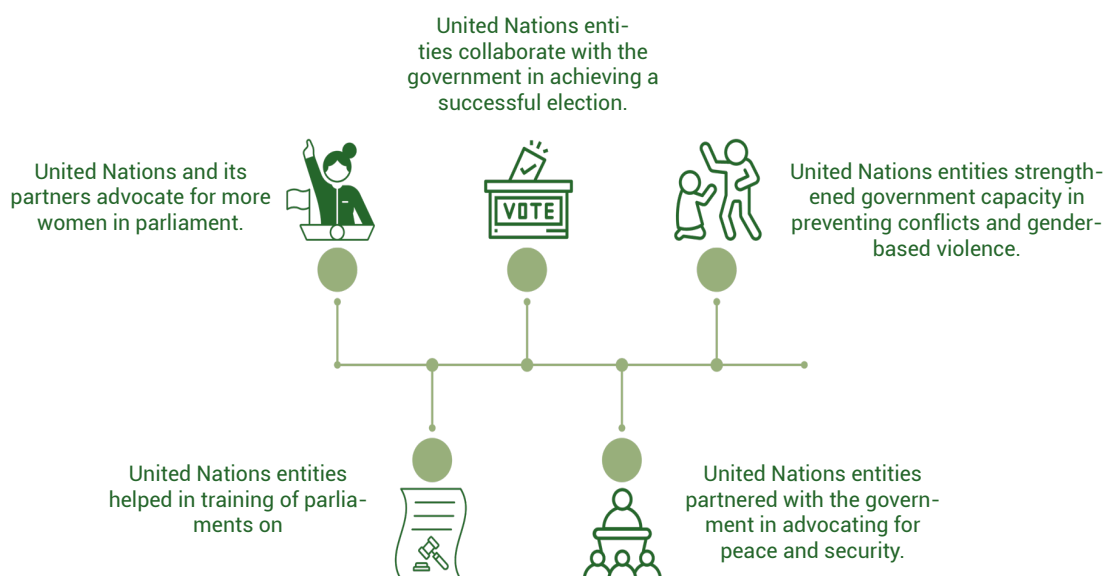 United Nations enti-
ties collaborate with the
government in achieving a
successful election.
United Nations and its
partners advocate for more
women in parliament.
VOTE
United Nations entities strength-
ened government capacity in
preventing conflicts and gender-
based violence.
United Nations entities
helped in training of parlia-
ments on
United Nations entities
partnered with the govern-
ment in advocating for
peace and security.